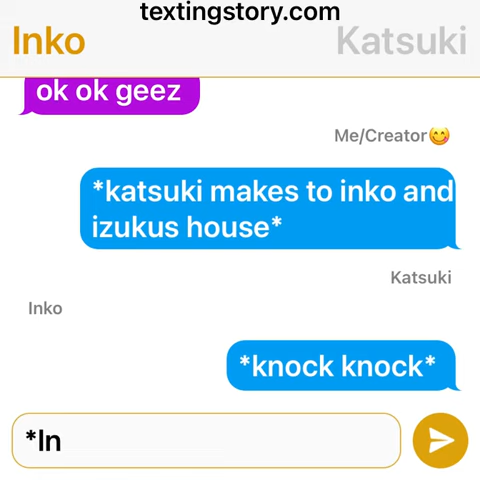 textingstory.com
Inko
Katsuki
ok ok geez
Me/Creator😋
*katsuki makes to inko and
izukus house*
Katsuki
Inko
*knock knock*
*In